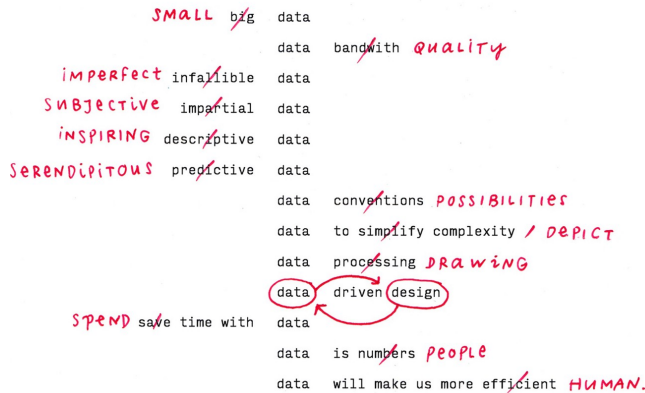 SMALL big data
data bandwith QUALITY
IMPERFECT infallible data
SUBJECTIVE impartial data
INSPIRING descriptive data
SERENDIPITOUS predictive data
data conventions POSSIBILITIES
data to simplify complexity / DEPICT
data processing DRAWING
data driven design
SPEND save time with data
data is numbers PEOPLE
data will make us more efficient HUMAN.